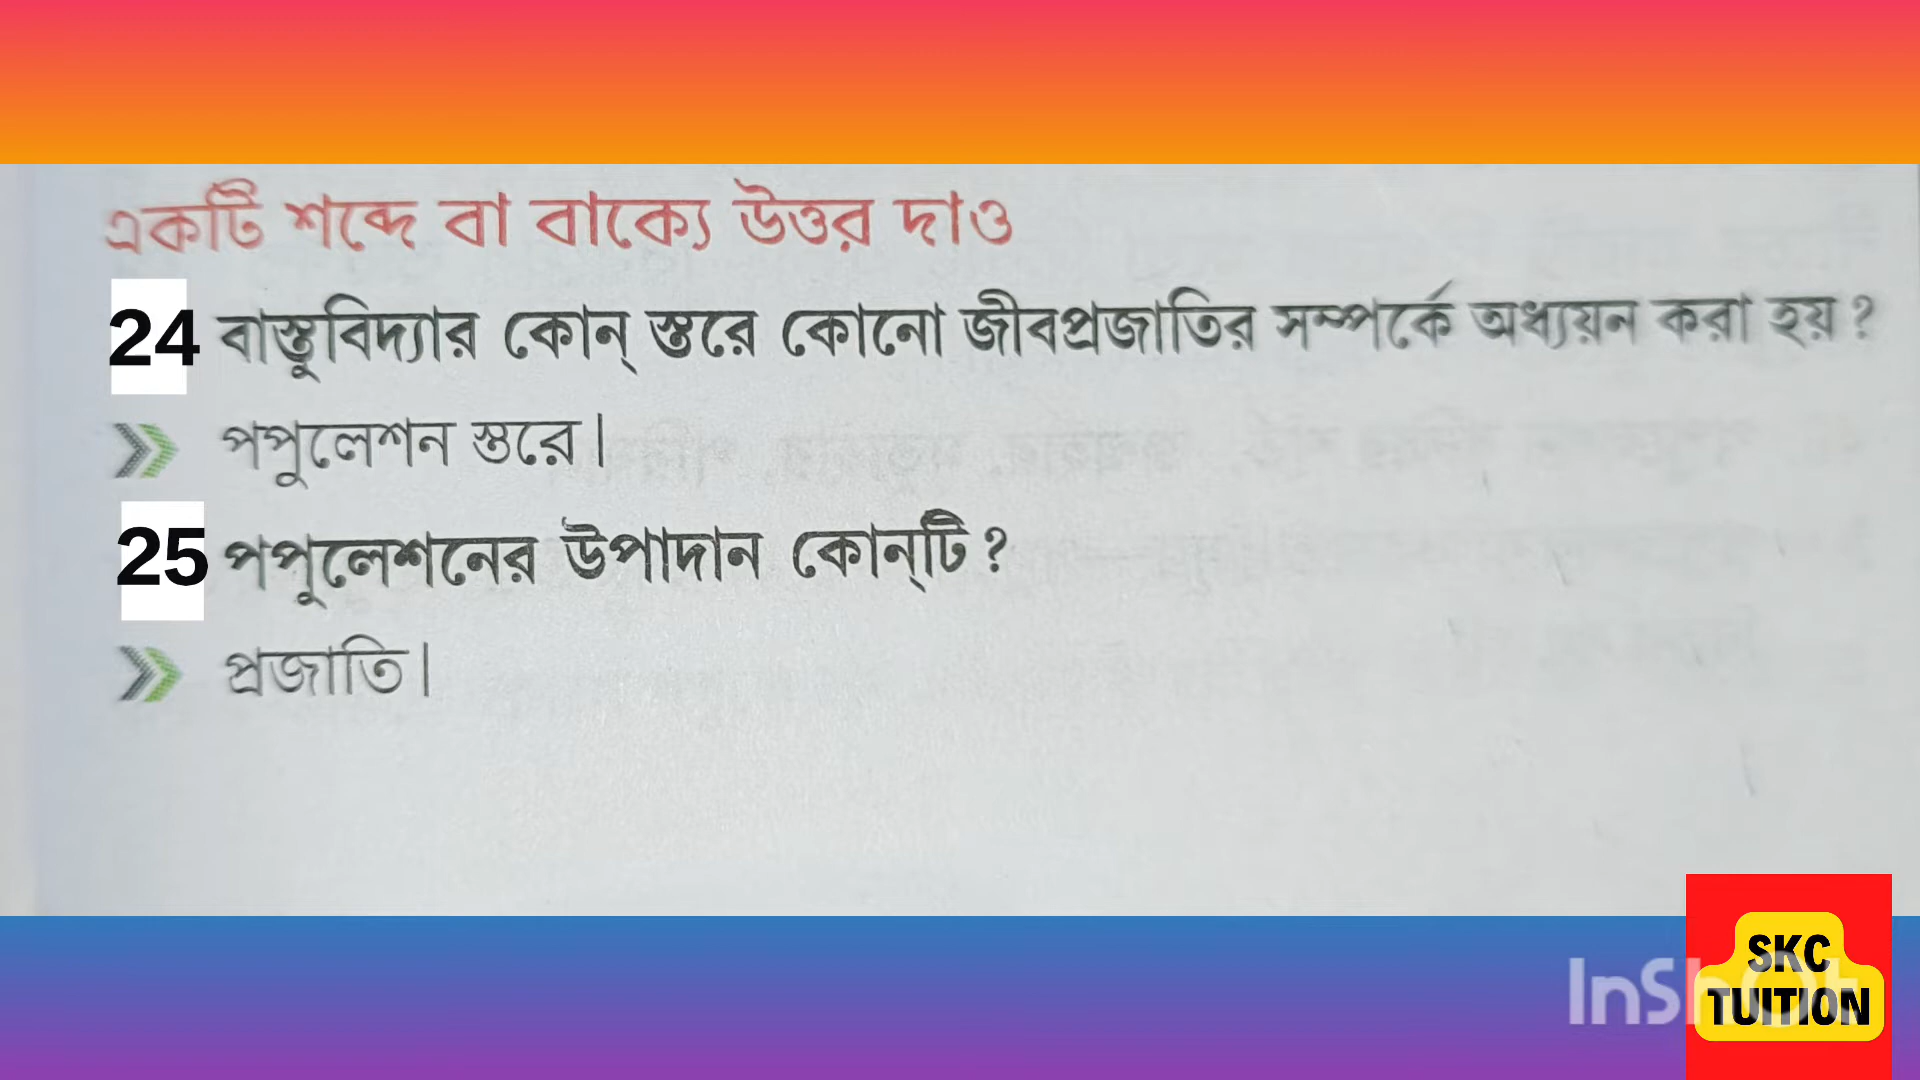 একটি শব্দে বা বাক্যে উত্তর দাও
24 বাস্তুবিদ্যার কোন্ স্তরে কোনো জীবপ্রজাতির সম্পর্কে অধ্যয়ন করা হয়?
পপুলেশন স্তরে।
25 পপুলেশনের উপাদান কোন্‌টি?
প্রজাতি।
SKC
InShOt
TUITION